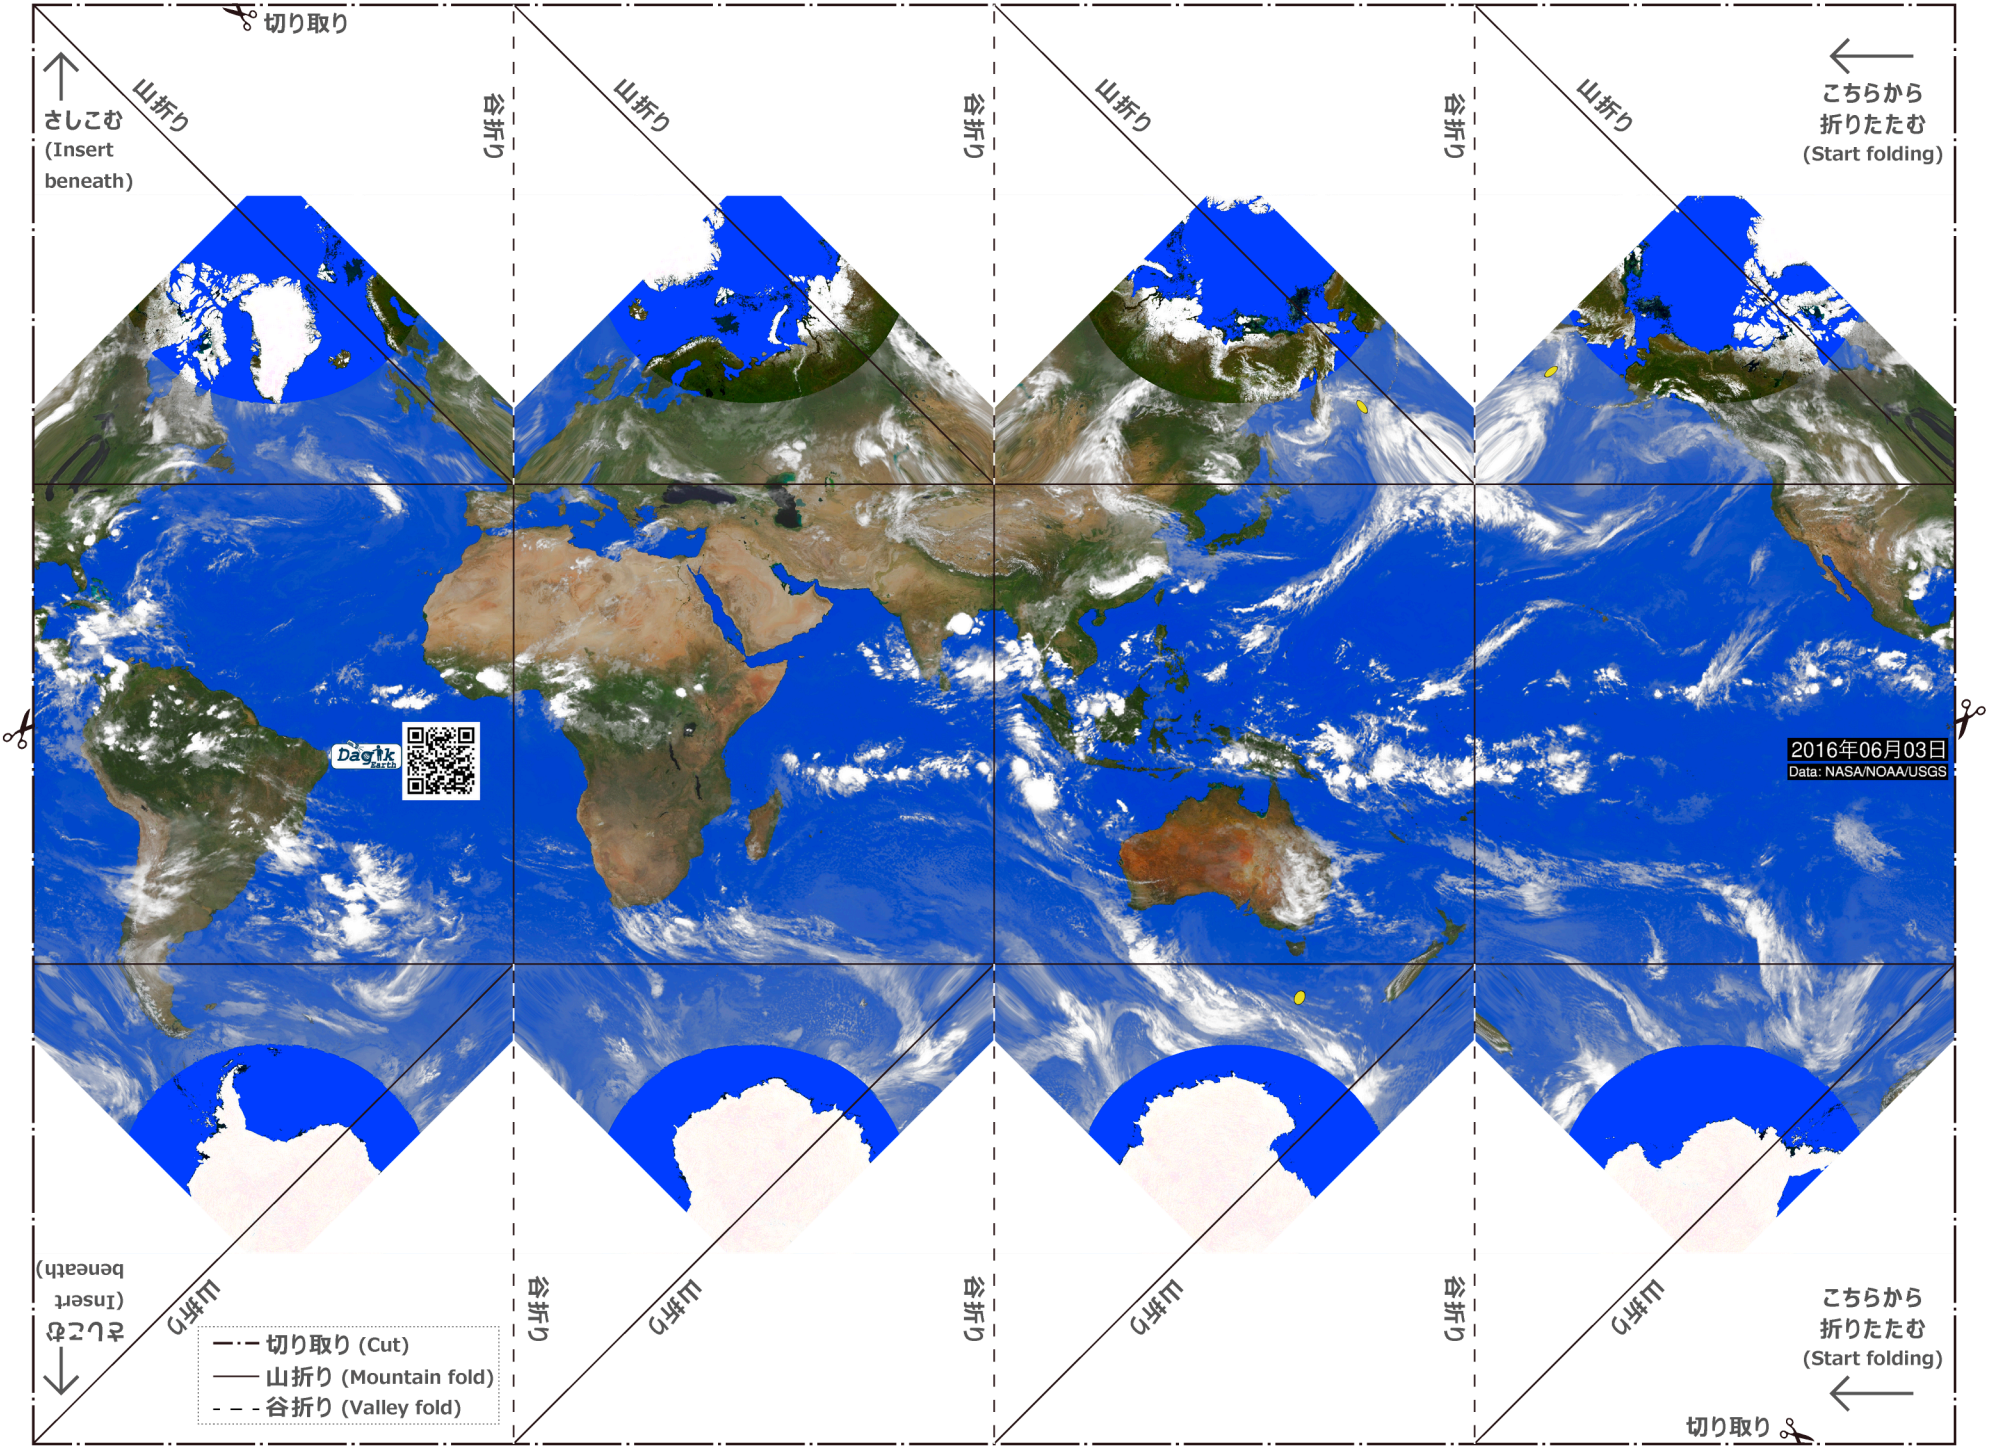 切り取り
さしこむ
(Insert
beneath)
山折り
谷折り
山折り
谷折り
山折り
谷折り
山折り
こちらから
折りたたむ
(Start folding)
Dagik
Earth
2016年06月03日
Data: NASA/NOAA/USGS
さしこむ
(Insert
beneath)
山折り
谷折り
山折り
谷折り
山折り
谷折り
山折り
こちらから
折りたたむ
(Start folding)
切り取り (Cut)
山折り (Mountain fold)
谷折り (Valley fold)
切り取り